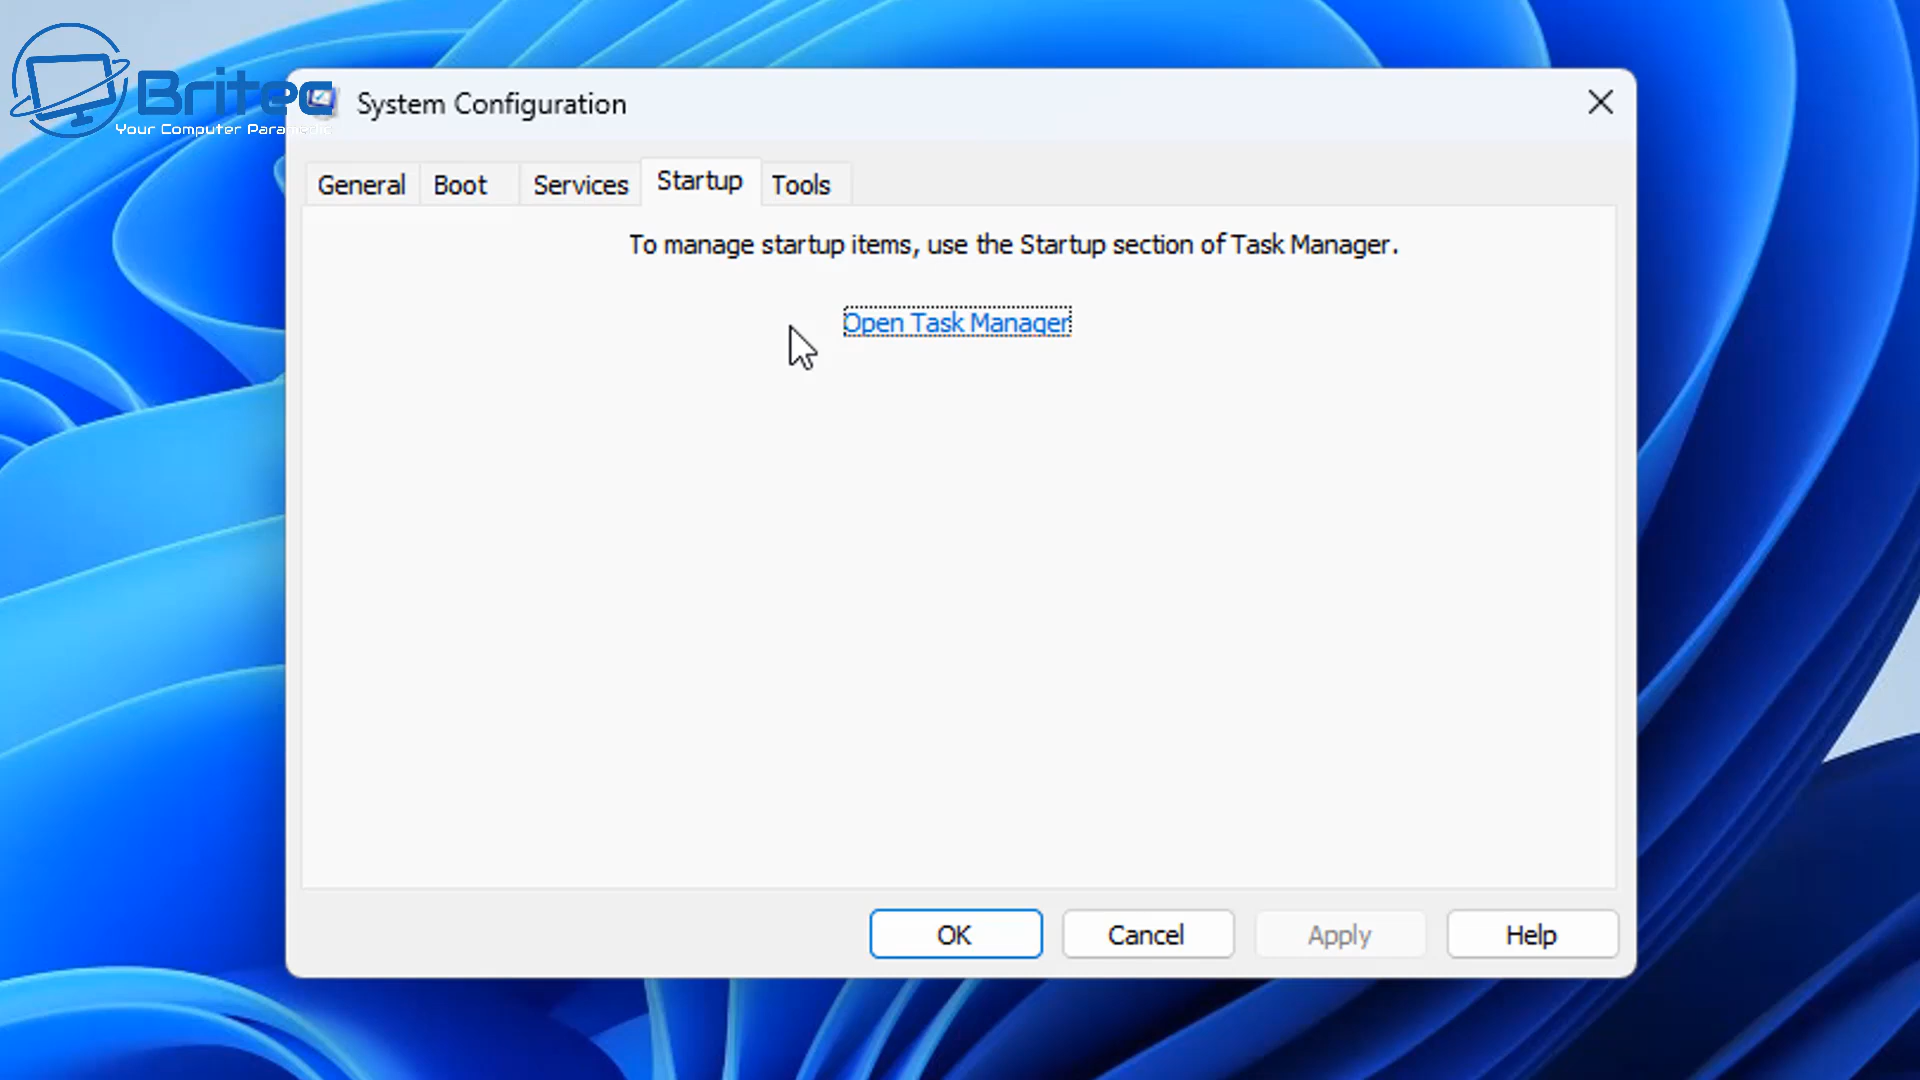 Britec
Your Computer Paramedic
System Configuration
General
Boot
Services
Startup
Tools
To manage startup items, use the Startup section of Task Manager.
Open Task Manager
OK
Cancel
Apply
Help